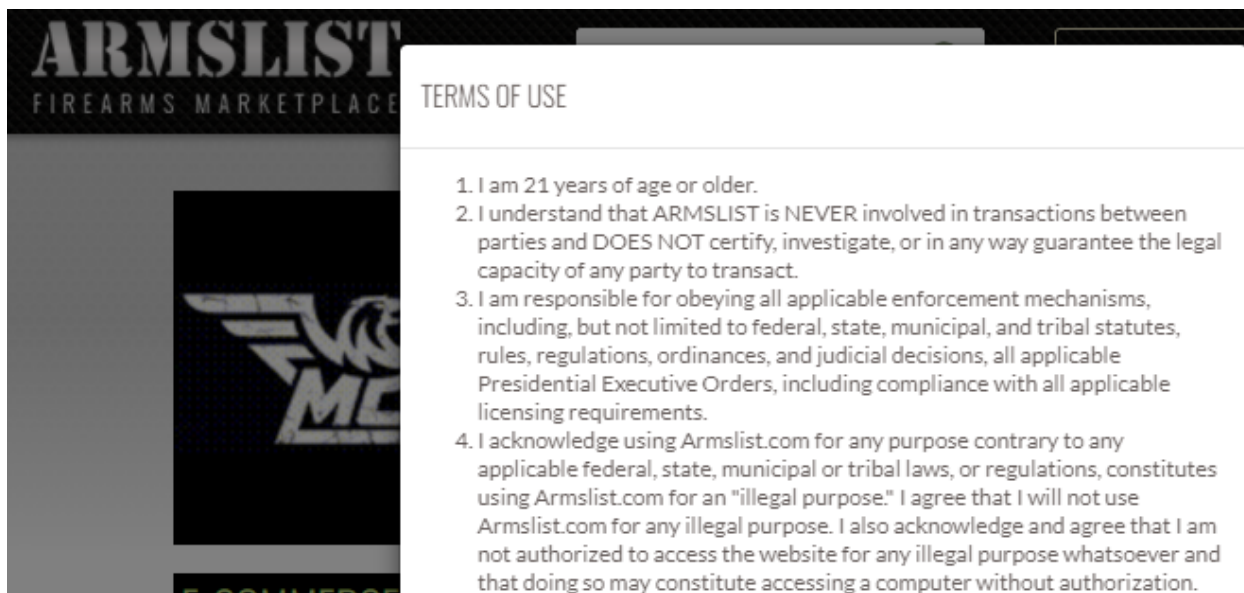 ARMSLIST
FIREARMS MARKETPLACE
TERMS OF USE
1. I am 21 years of age or older.
2. I understand that ARMSLIST is NEVER involved in transactions between
parties and DOES NOT certify, investigate, or in any way guarantee the legal
capacity of any party to transact.
3. I am responsible for obeying all applicable enforcement mechanisms,
including, but not limited to federal, state, municipal, and tribal statutes,
rules, regulations, ordinances, and judicial decisions, all applicable
Presidential Executive Orders, including compliance with all applicable
licensing requirements.
4. I acknowledge using Armslist.com for any purpose contrary to any
applicable federal, state, municipal or tribal laws, or regulations, constitutes
using Armslist.com for an "illegal purpose." I agree that I will not use
Armslist.com for any illegal purpose. I also acknowledge and agree that I am
not authorized to access the website for any illegal purpose whatsoever and
that doing so may constitute accessing a computer without authorization.